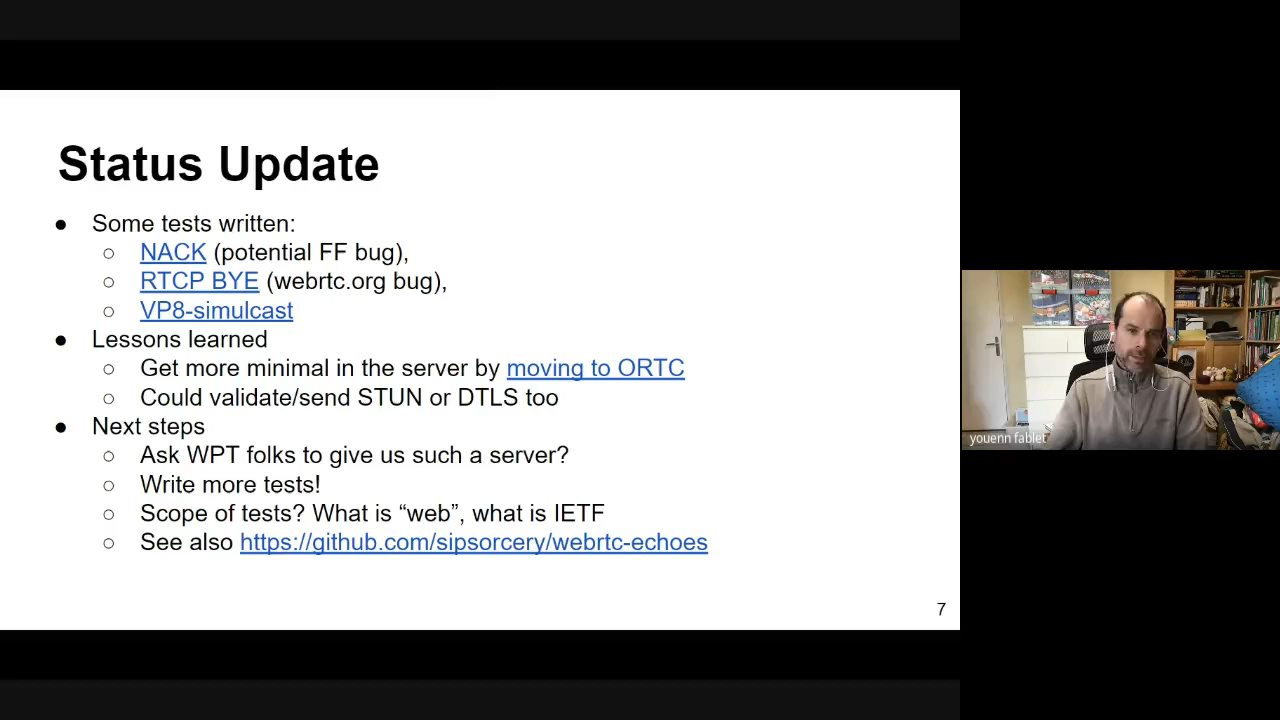 Status Update
● Some tests written:
○ NACK (potential FF bug),
○ RTCP BYE (webrtc.org bug),
○ VP8-simulcast
● Lessons learned
○ Get more minimal in the server by moving to ORTC
○ Could validate/send STUN or DTLS too
● Next steps
○ Ask WPT folks to give us such a server?
○ Write more tests!
○ Scope of tests? What is “web”, what is IETF
○ See also https://github.com/sipsorcery/webrtc-echoes
7
youenn fablet